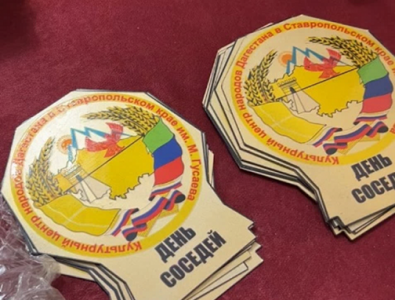 Культурный центр народов Дагестана в Ставропольском крае им. М. Гусаева
ДЕНЬ
СОСЕДЕЙ
Культурный центр народов Дагестана в Ставропольском крае
ДЕНЬ
СОСЕД